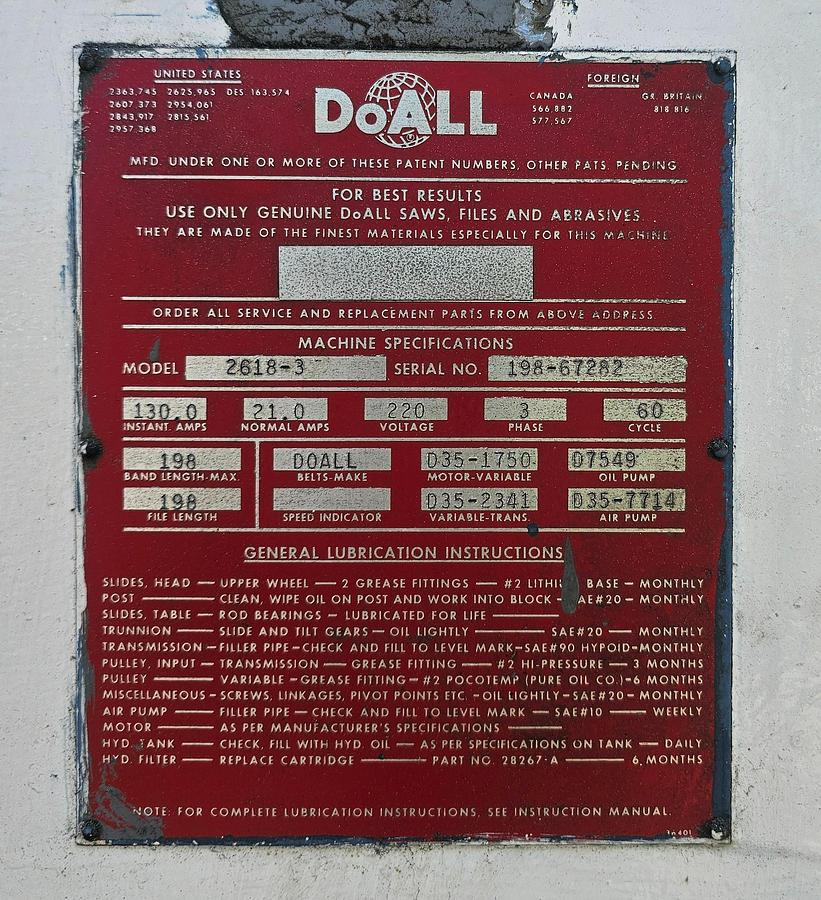 UNITED STATES
2363,745 2625,965 DES 163,574
2607,373 2954,061
2843,917 2815,561
2957,368
DoALL
FOREIGN
CANADA GR. BRITAIN
566,882 818 816
577,567
MFD. UNDER ONE OR MORE OF THESE PATENT NUMBERS, OTHER PATS. PENDING
FOR BEST RESULTS
USE ONLY GENUINE DoALL SAWS, FILES AND ABRASIVES.
THEY ARE MADE OF THE FINEST MATERIALS ESPECIALLY FOR THIS MACHINE.
ORDER ALL SERVICE AND REPLACEMENT PARTS FROM ABOVE ADDRESS.
MACHINE SPECIFICATIONS
MODEL 2618-3 SERIAL NO. 198-67282
130.0 21.0 220 3 60
INSTANT. AMPS NORMAL AMPS VOLTAGE PHASE CYCLE
198 DOALL D35-1750 D7549
BAND LENGTH-MAX. BELTS-MAKE MOTOR-VARIABLE OIL PUMP
198 D35-2341 D35-7714
FILE LENGTH SPEED INDICATOR VARIABLE-TRANS. AIR PUMP
GENERAL LUBRICATION INSTRUCTIONS
SLIDES, HEAD — UPPER WHEEL — 2 GREASE FITTINGS — #2 BASE — MONTHLY
POST — CLEAN, WIPE OIL ON POST AND WORK INTO BLOCK — AE#20 — MONTHLY
SLIDES, TABLE — ROD BEARINGS — LUBRICATED FOR LIFE —
TRUNNION — SLIDE AND TILT GEARS — OIL LIGHTLY — SAE#20 — MONTHLY
TRANSMISSION — FILLER PIPE — CHECK AND FILL TO LEVEL MARK — SAE#90 HYPOID — MONTHLY
PULLEY, INPUT — TRANSMISSION — GREASE FITTING — #2 HI-PRESSURE — 3 MONTHS
PULLEY — VARIABLE — GREASE FITTING — #2 POCOTEMP (PURE OIL CO.) — 6 MONTHS
MISCELLANEOUS — SCREWS, LINKAGES, PIVOT POINTS ETC. — OIL LIGHTLY — SAE#20 — MONTHLY
AIR PUMP — FILLER PIPE — CHECK AND FILL TO LEVEL MARK — SAE#10 — WEEKLY
MOTOR — AS PER MANUFACTURER'S SPECIFICATIONS —
HYD. TANK — CHECK, FILL WITH HYD. OIL — AS PER SPECIFICATIONS ON TANK — DAILY
HYD. FILTER — REPLACE CARTRIDGE — PART NO. 28267-A — 6 MONTHS
NOTE: FOR COMPLETE LUBRICATION INSTRUCTIONS, SEE INSTRUCTION MANUAL.